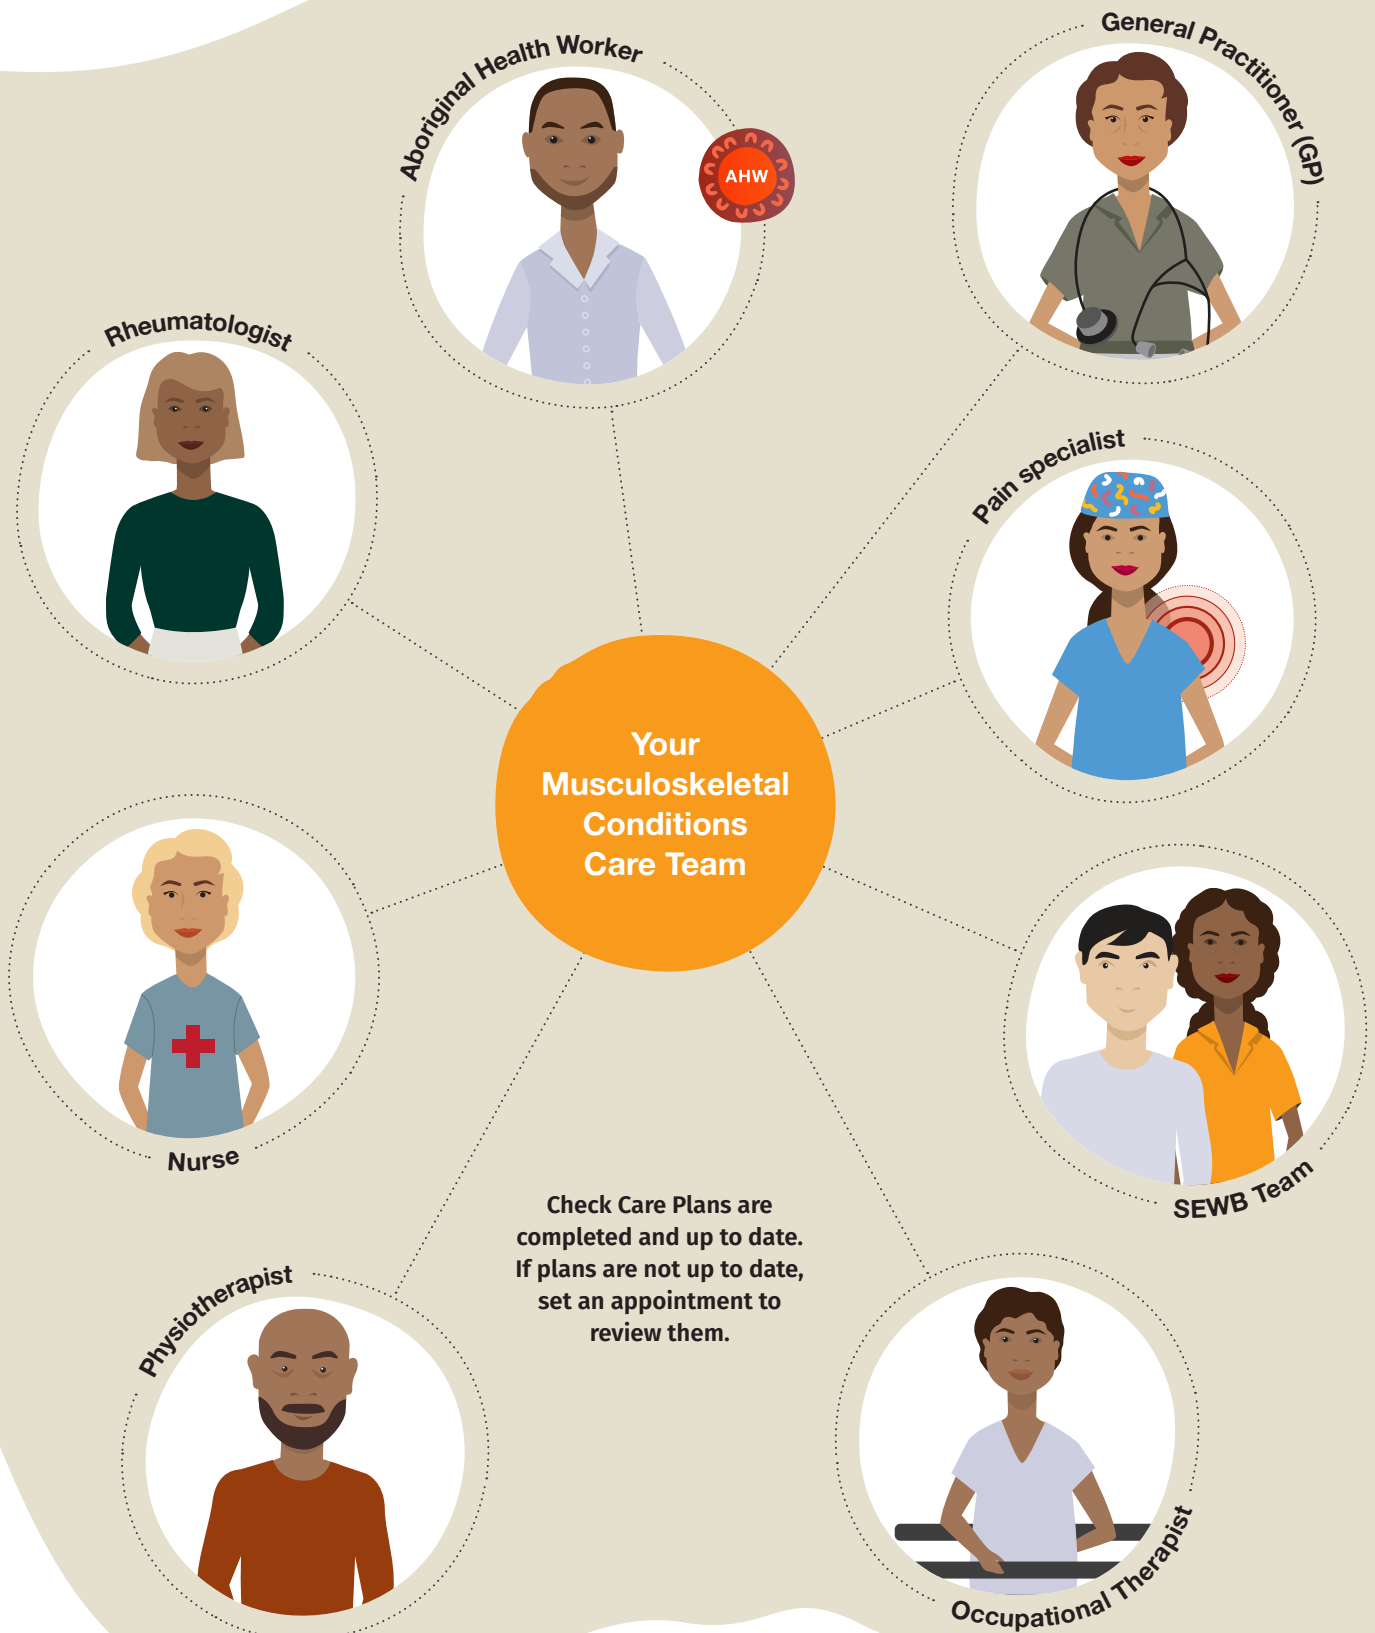 Aboriginal Health Worker
AHW
General Practitioner (GP)
Rheumatologist
Pain specialist
Your
Musculoskeletal
Conditions
Care Team
Nurse
SEWB Team
Check Care Plans are
completed and up to date.
If plans are not up to date,
set an appointment to
review them.
Physiotherapist
Occupational Therapist